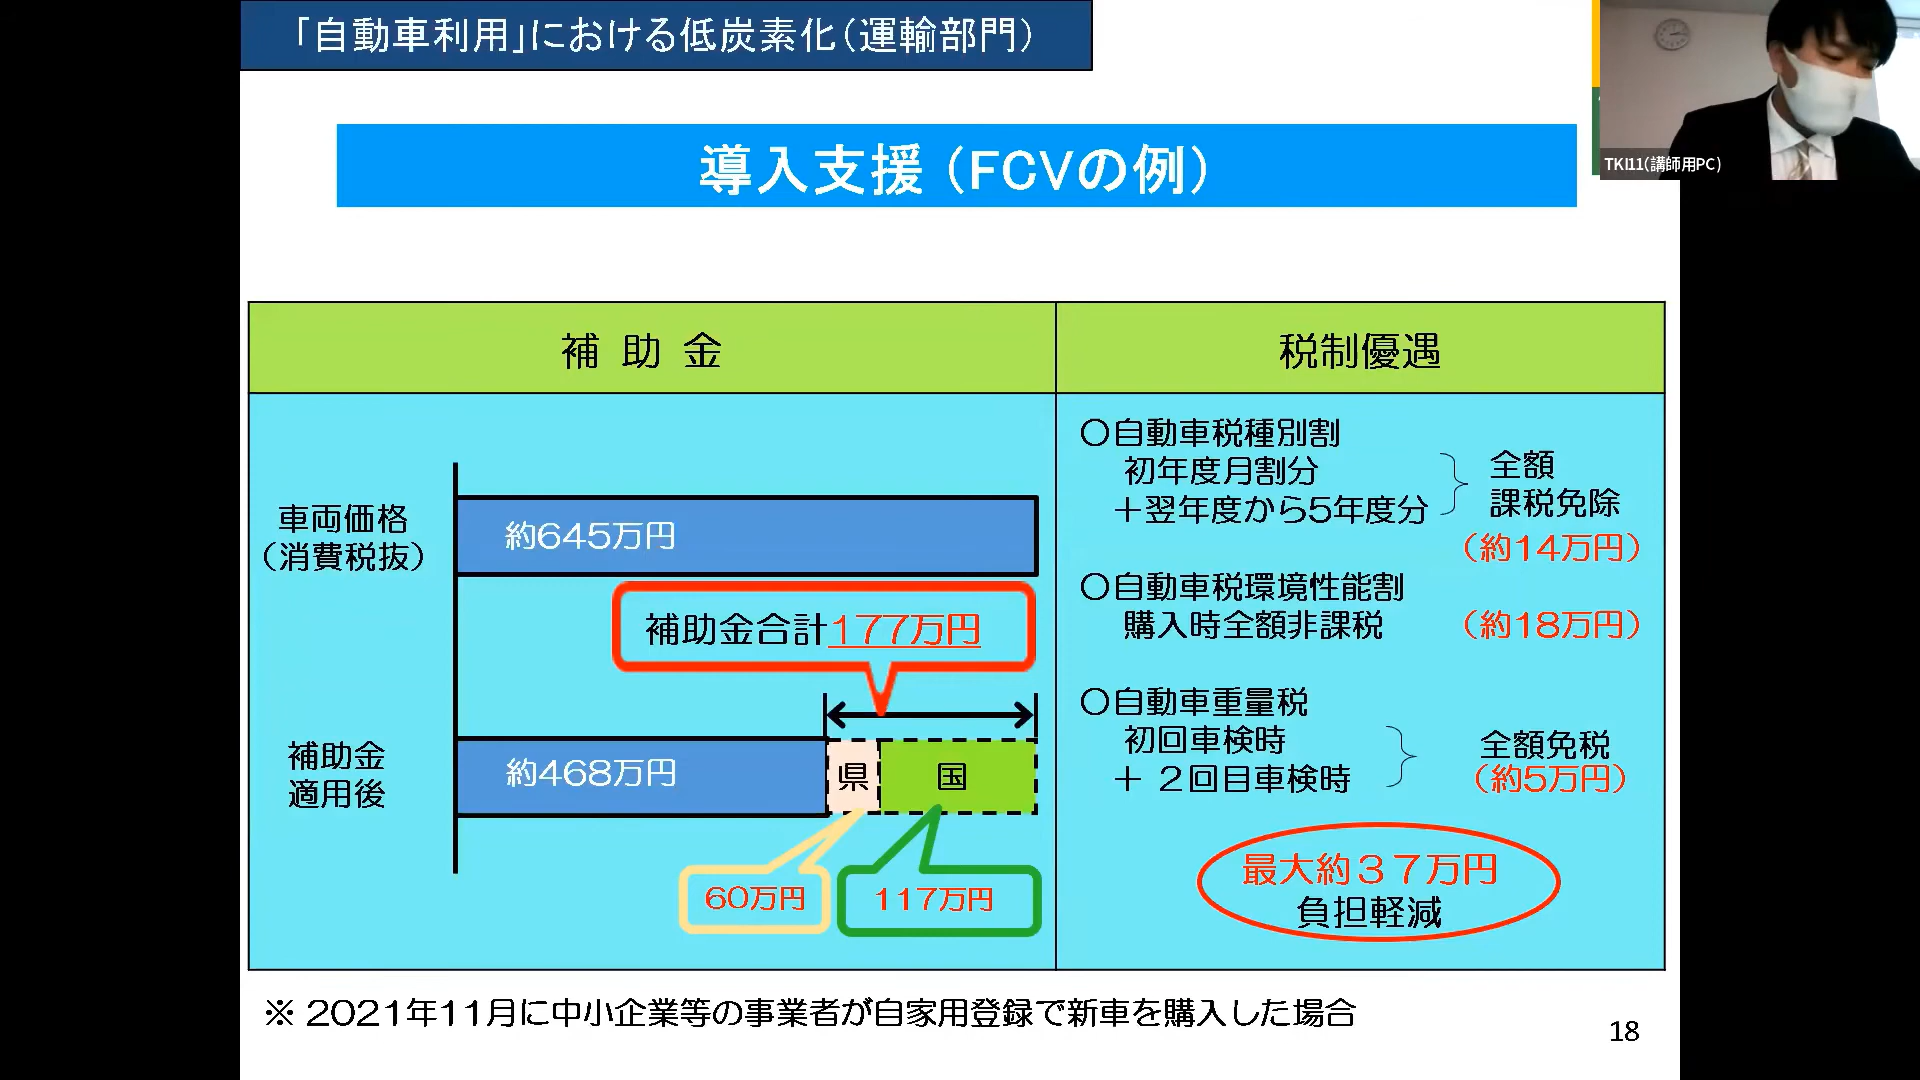 「自動車利用」における低炭素化（運輸部門）
TKI11(講師用PC)
導入支援（FCVの例）
補 助 金
税制優遇
車両価格
（消費税抜）
約645万円
補助金合計177万円
補助金
適用後
約468万円
県
国
60万円
117万円
〇自動車税種別割
初年度月割分
＋翌年度から5年度分
全額
課税免除
（約14万円）
〇自動車税環境性能割
購入時全額非課税
（約18万円）
〇自動車重量税
初回車検時
＋ ２回目車検時
全額免税
（約5万円）
最大約３７万円
負担軽減
※ 2021年11月に中小企業等の事業者が自家用登録で新車を購入した場合
18